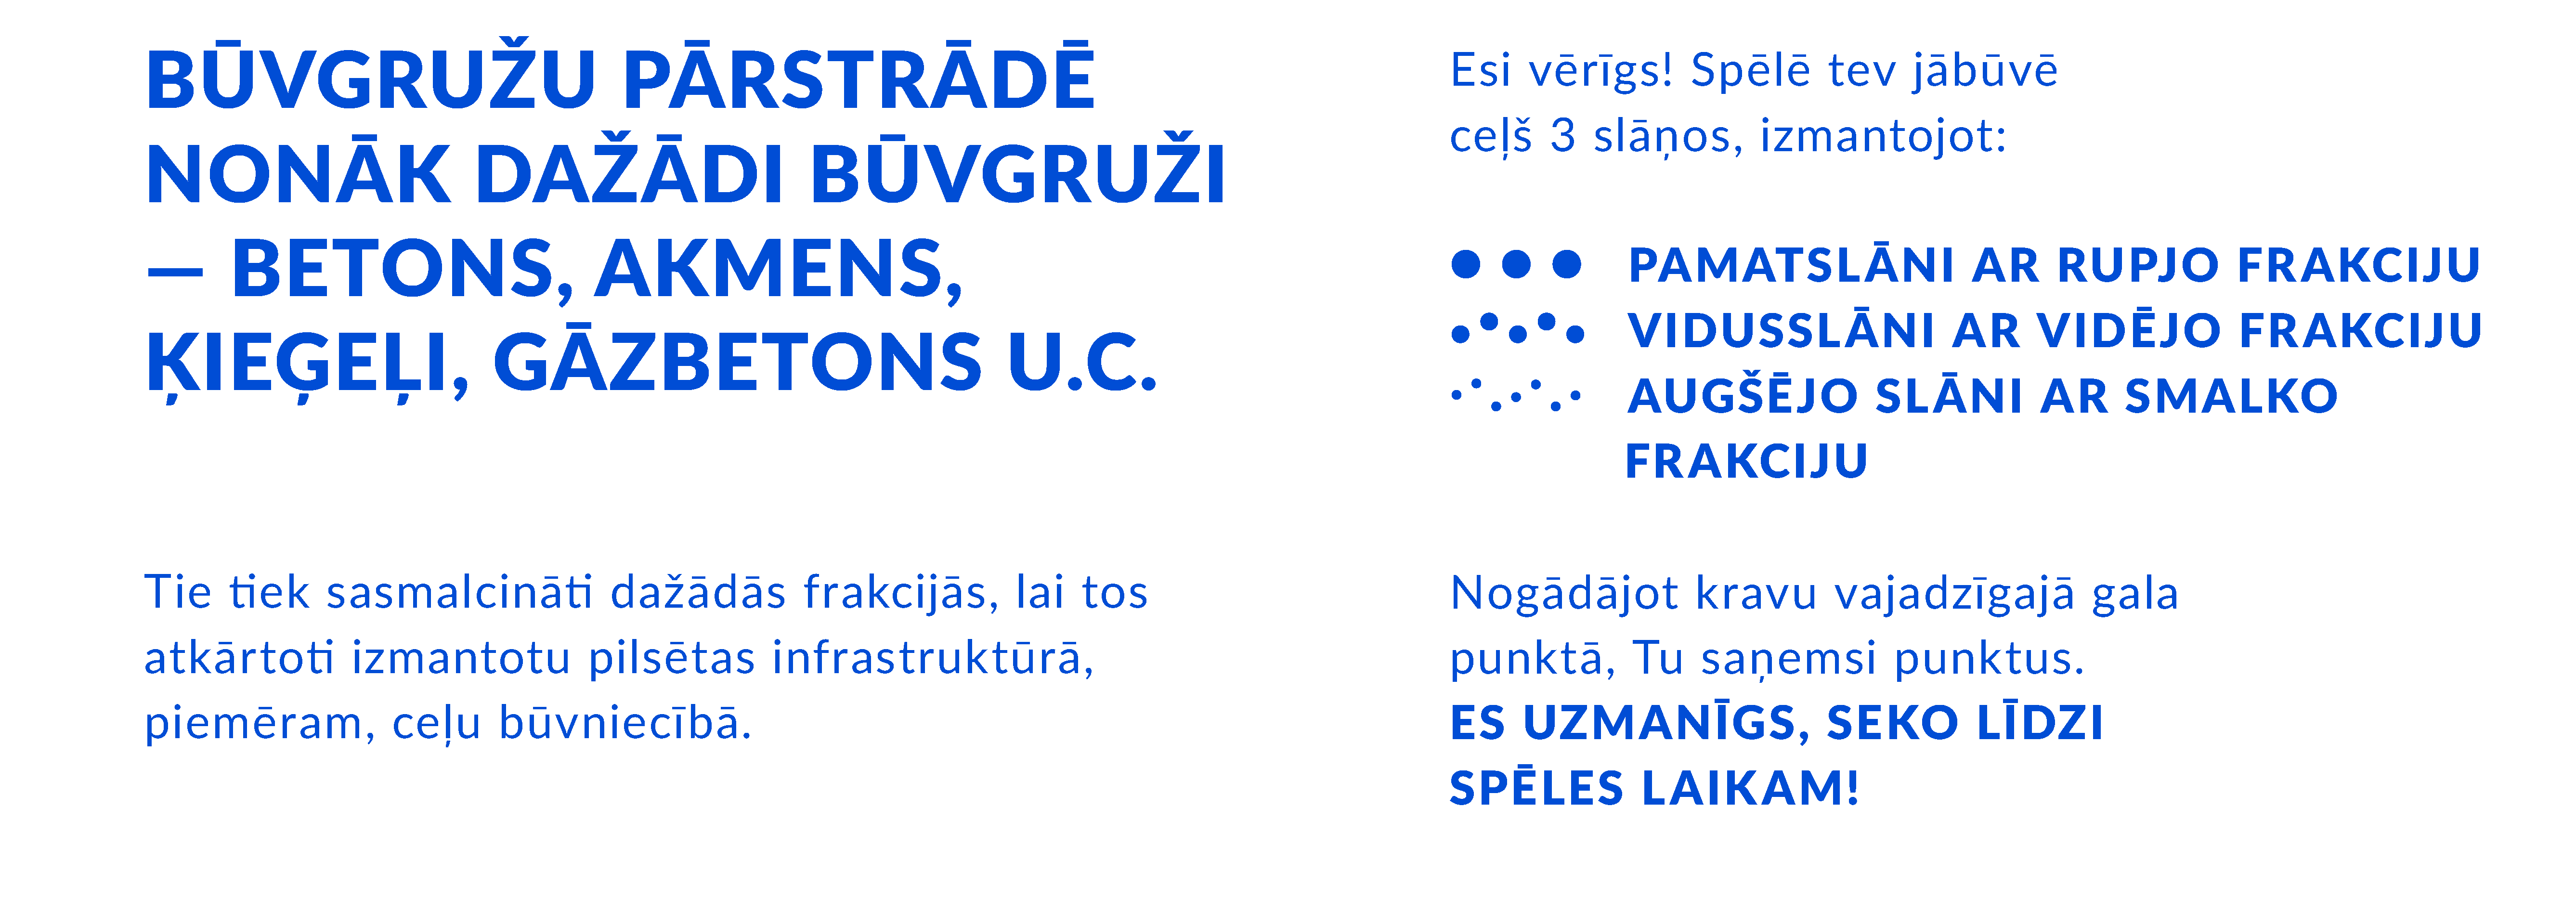 BŪVGRUŽU PĀRSTRĀDĒ
NONĀK DAŽĀDI BŪVGRUŽI
— BETONS, AKMENS,
ĶIEĢEĻI, GĀZBETONS U.C.
Tie tiek sasmalcināti dažādās frakcijās, lai tos
atkārtoti izmantotu pilsētas infrastruktūrā,
piemēram, ceļu būvniecībā.
Esi vērīgs! Spēlē tev jābūvē
ceļš 3 slāņos, izmantojot:
PAMATSLĀNI AR RUPJO FRAKCIJU
VIDUSSLĀNI AR VIDĒJO FRAKCIJU
AUGŠĒJO SLĀNI AR SMALKO
FRAKCIJU
Nogādājot kravu vajadzīgajā gala
punktā, Tu saņemsi punktus.
ES UZMANĪGS, SEKO LĪDZI
SPĒLES LAIKAM!